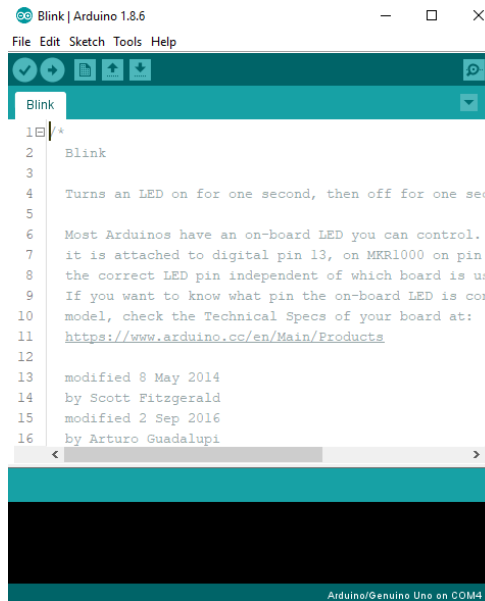 Blink | Arduino 1.8.6
File Edit Sketch Tools Help
Blink
1 /*
2 Blink
3
4 Turns an LED on for one second, then off for one sec
5
6 Most Arduinos have an on-board LED you can control.
7 it is attached to digital pin 13, on MKR1000 on pin
8 the correct LED pin independent of which board is
9 If you want to know what pin the on-board LED is
10 model, check the Technical Specs of your board at:
11 https://www.arduino.cc/en/Main/Products
12
13 modified 8 May 2014
14 by Scott Fitzgerald
15 modified 2 Sep 2016
16 by Arturo Guadalupi
Arduino/Genuino Uno on COM4